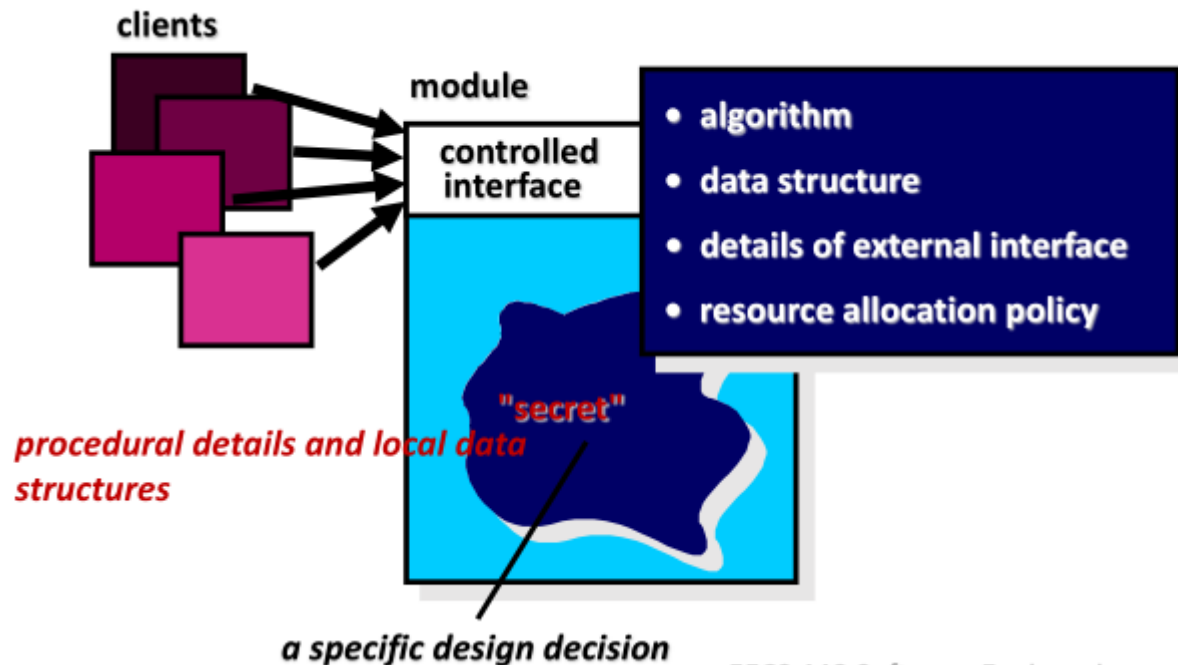 clients
module
controlled
interface
• algorithm
• data structure
• details of external interface
• resource allocation policy
"secret"
procedural details and local data
structures
a specific design decision